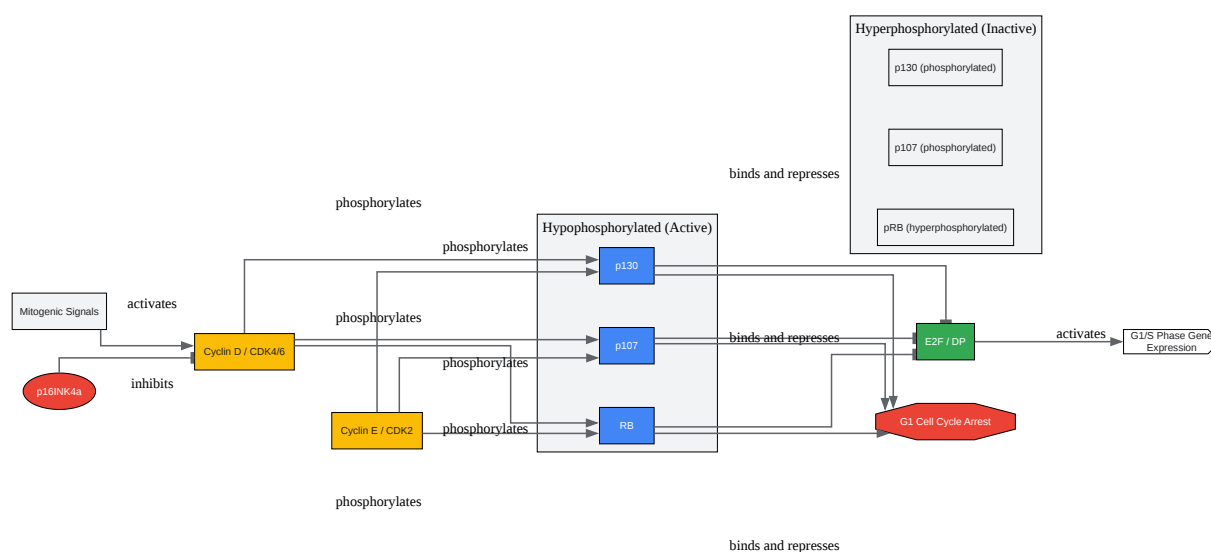 Hyperphosphorylated (Inactive)
p130 (phosphorylated)
p107 (phosphorylated)
binds and represses
phosphorylates
pRB (hyperphosphorylated)
Hypophosphorylated (Active)
phosphorylates
p130
activates
Mitogenic Signals
phosphorylates
binds and represses
activates
G1/S Phase Gene
Expression
E2F / DP
p107
Cyclin D / CDK4/6
phosphorylates
inhibits
p16INK4a
G1 Cell Cycle Arrest
RB
phosphorylates
Cyclin E / CDK2
phosphorylates
binds and represses